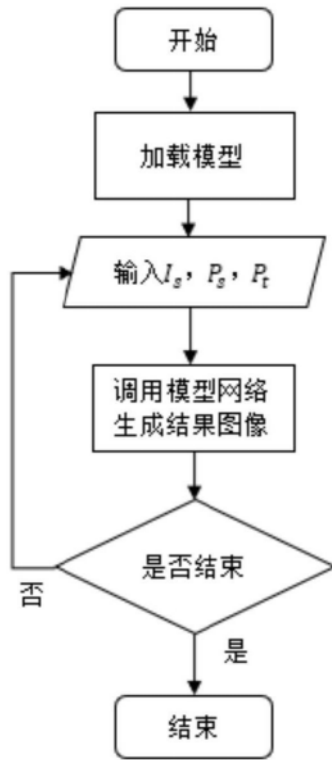 开始
加载模型
输入I_s，P_s，P_t
调用模型网络
生成结果图像
是否结束
否
是
结束